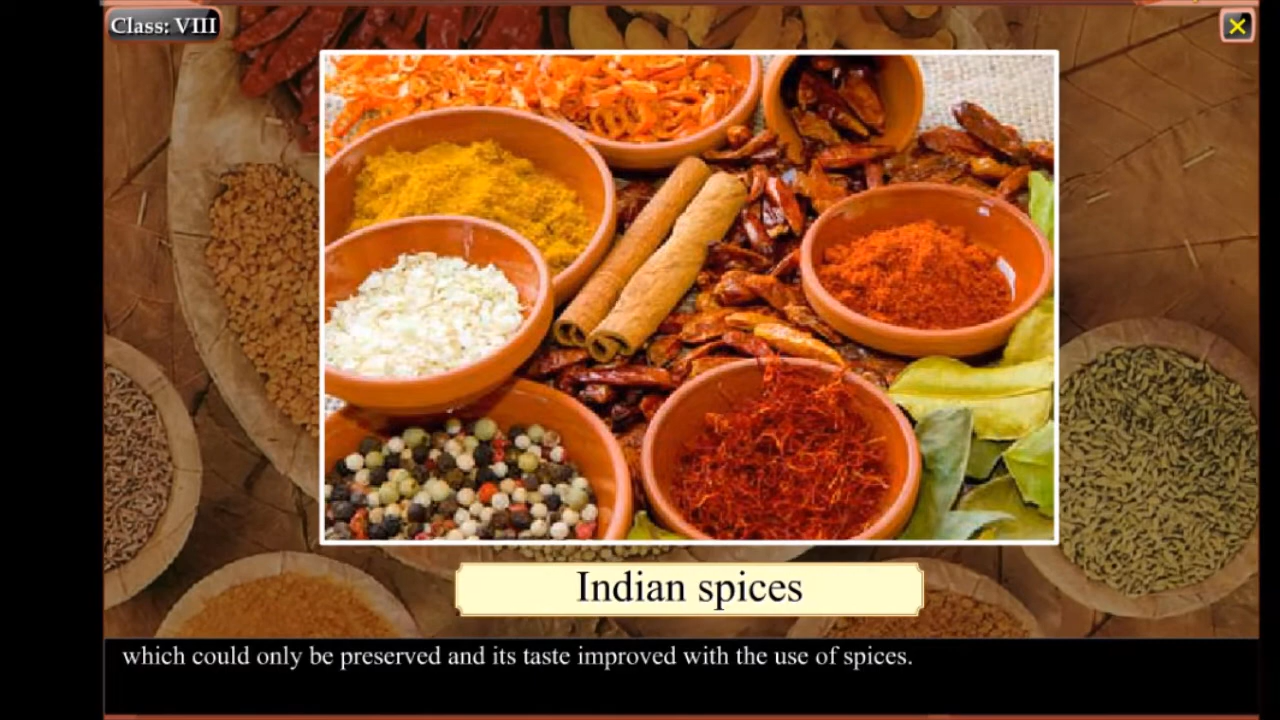 Class: VIII
Indian spices
which could only be preserved and its taste improved with the use of spices.